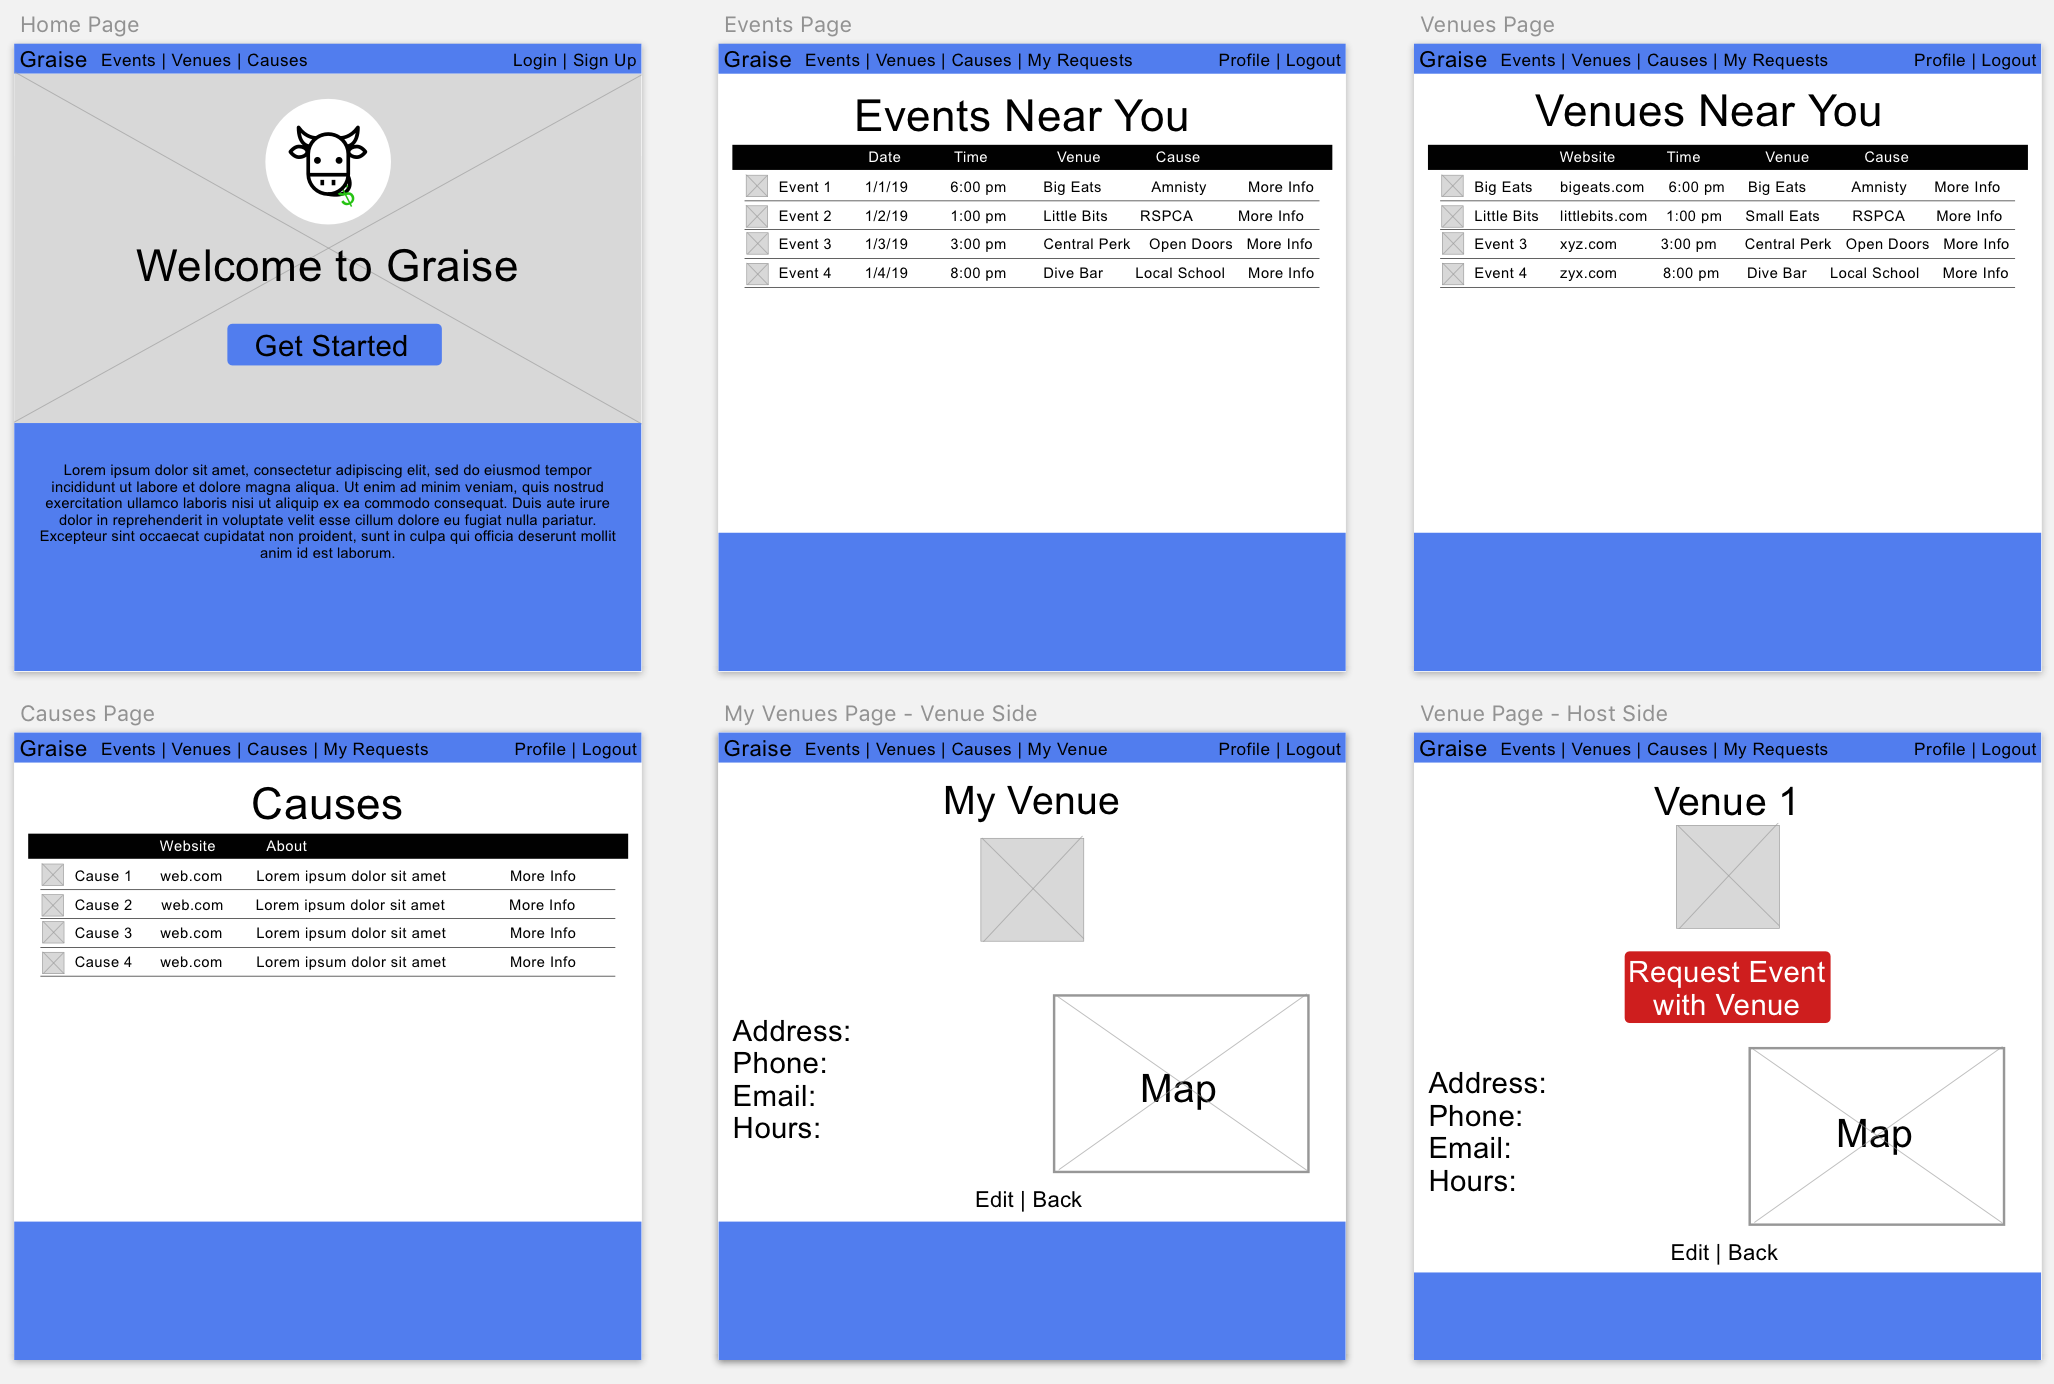 Home Page
Graise Events | Venues | Causes Login | Sign Up
$
Welcome to Graise
Get Started
Lorem ipsum dolor sit amet, consectetur adipiscing elit, sed do eiusmod tempor
incididunt ut labore et dolore magna aliqua. Ut enim ad minim veniam, quis nostrud
exercitation ullamco laboris nisi ut aliquip ex ea commodo consequat. Duis aute irure
dolor in reprehenderit in voluptate velit esse cillum dolore eu fugiat nulla pariatur.
Excepteur sint occaecat cupidatat non proident, sunt in culpa qui officia deserunt mollit
anim id est laborum.
Events Page
Graise Events | Venues | Causes | My Requests Profile | Logout
Events Near You
Date Time Venue Cause
Event 1 1/1/19 6:00 pm Big Eats Amnisty More Info
Event 2 1/2/19 1:00 pm Little Bits RSPCA More Info
Event 3 1/3/19 3:00 pm Central Perk Open Doors More Info
Event 4 1/4/19 8:00 pm Dive Bar Local School More Info
Venues Page
Graise Events | Venues | Causes | My Requests Profile | Logout
Venues Near You
Website Time Venue Cause
Big Eats bigeats.com 6:00 pm Big Eats Amnisty More Info
Little Bits littlebits.com 1:00 pm Small Eats RSPCA More Info
Event 3 xyz.com 3:00 pm Central Perk Open Doors More Info
Event 4 zyx.com 8:00 pm Dive Bar Local School More Info
Causes Page
Graise Events | Venues | Causes | My Requests Profile | Logout
Causes
Website About
Cause 1 web.com Lorem ipsum dolor sit amet More Info
Cause 2 web.com Lorem ipsum dolor sit amet More Info
Cause 3 web.com Lorem ipsum dolor sit amet More Info
Cause 4 web.com Lorem ipsum dolor sit amet More Info
My Venues Page - Venue Side
Graise Events | Venues | Causes | My Venue Profile | Logout
My Venue
Address:
Phone:
Email:
Hours:
Map
Edit | Back
Venue Page - Host Side
Graise Events | Venues | Causes | My Requests Profile | Logout
Venue 1
Request Event
with Venue
Address:
Phone:
Email:
Hours:
Map
Edit | Back